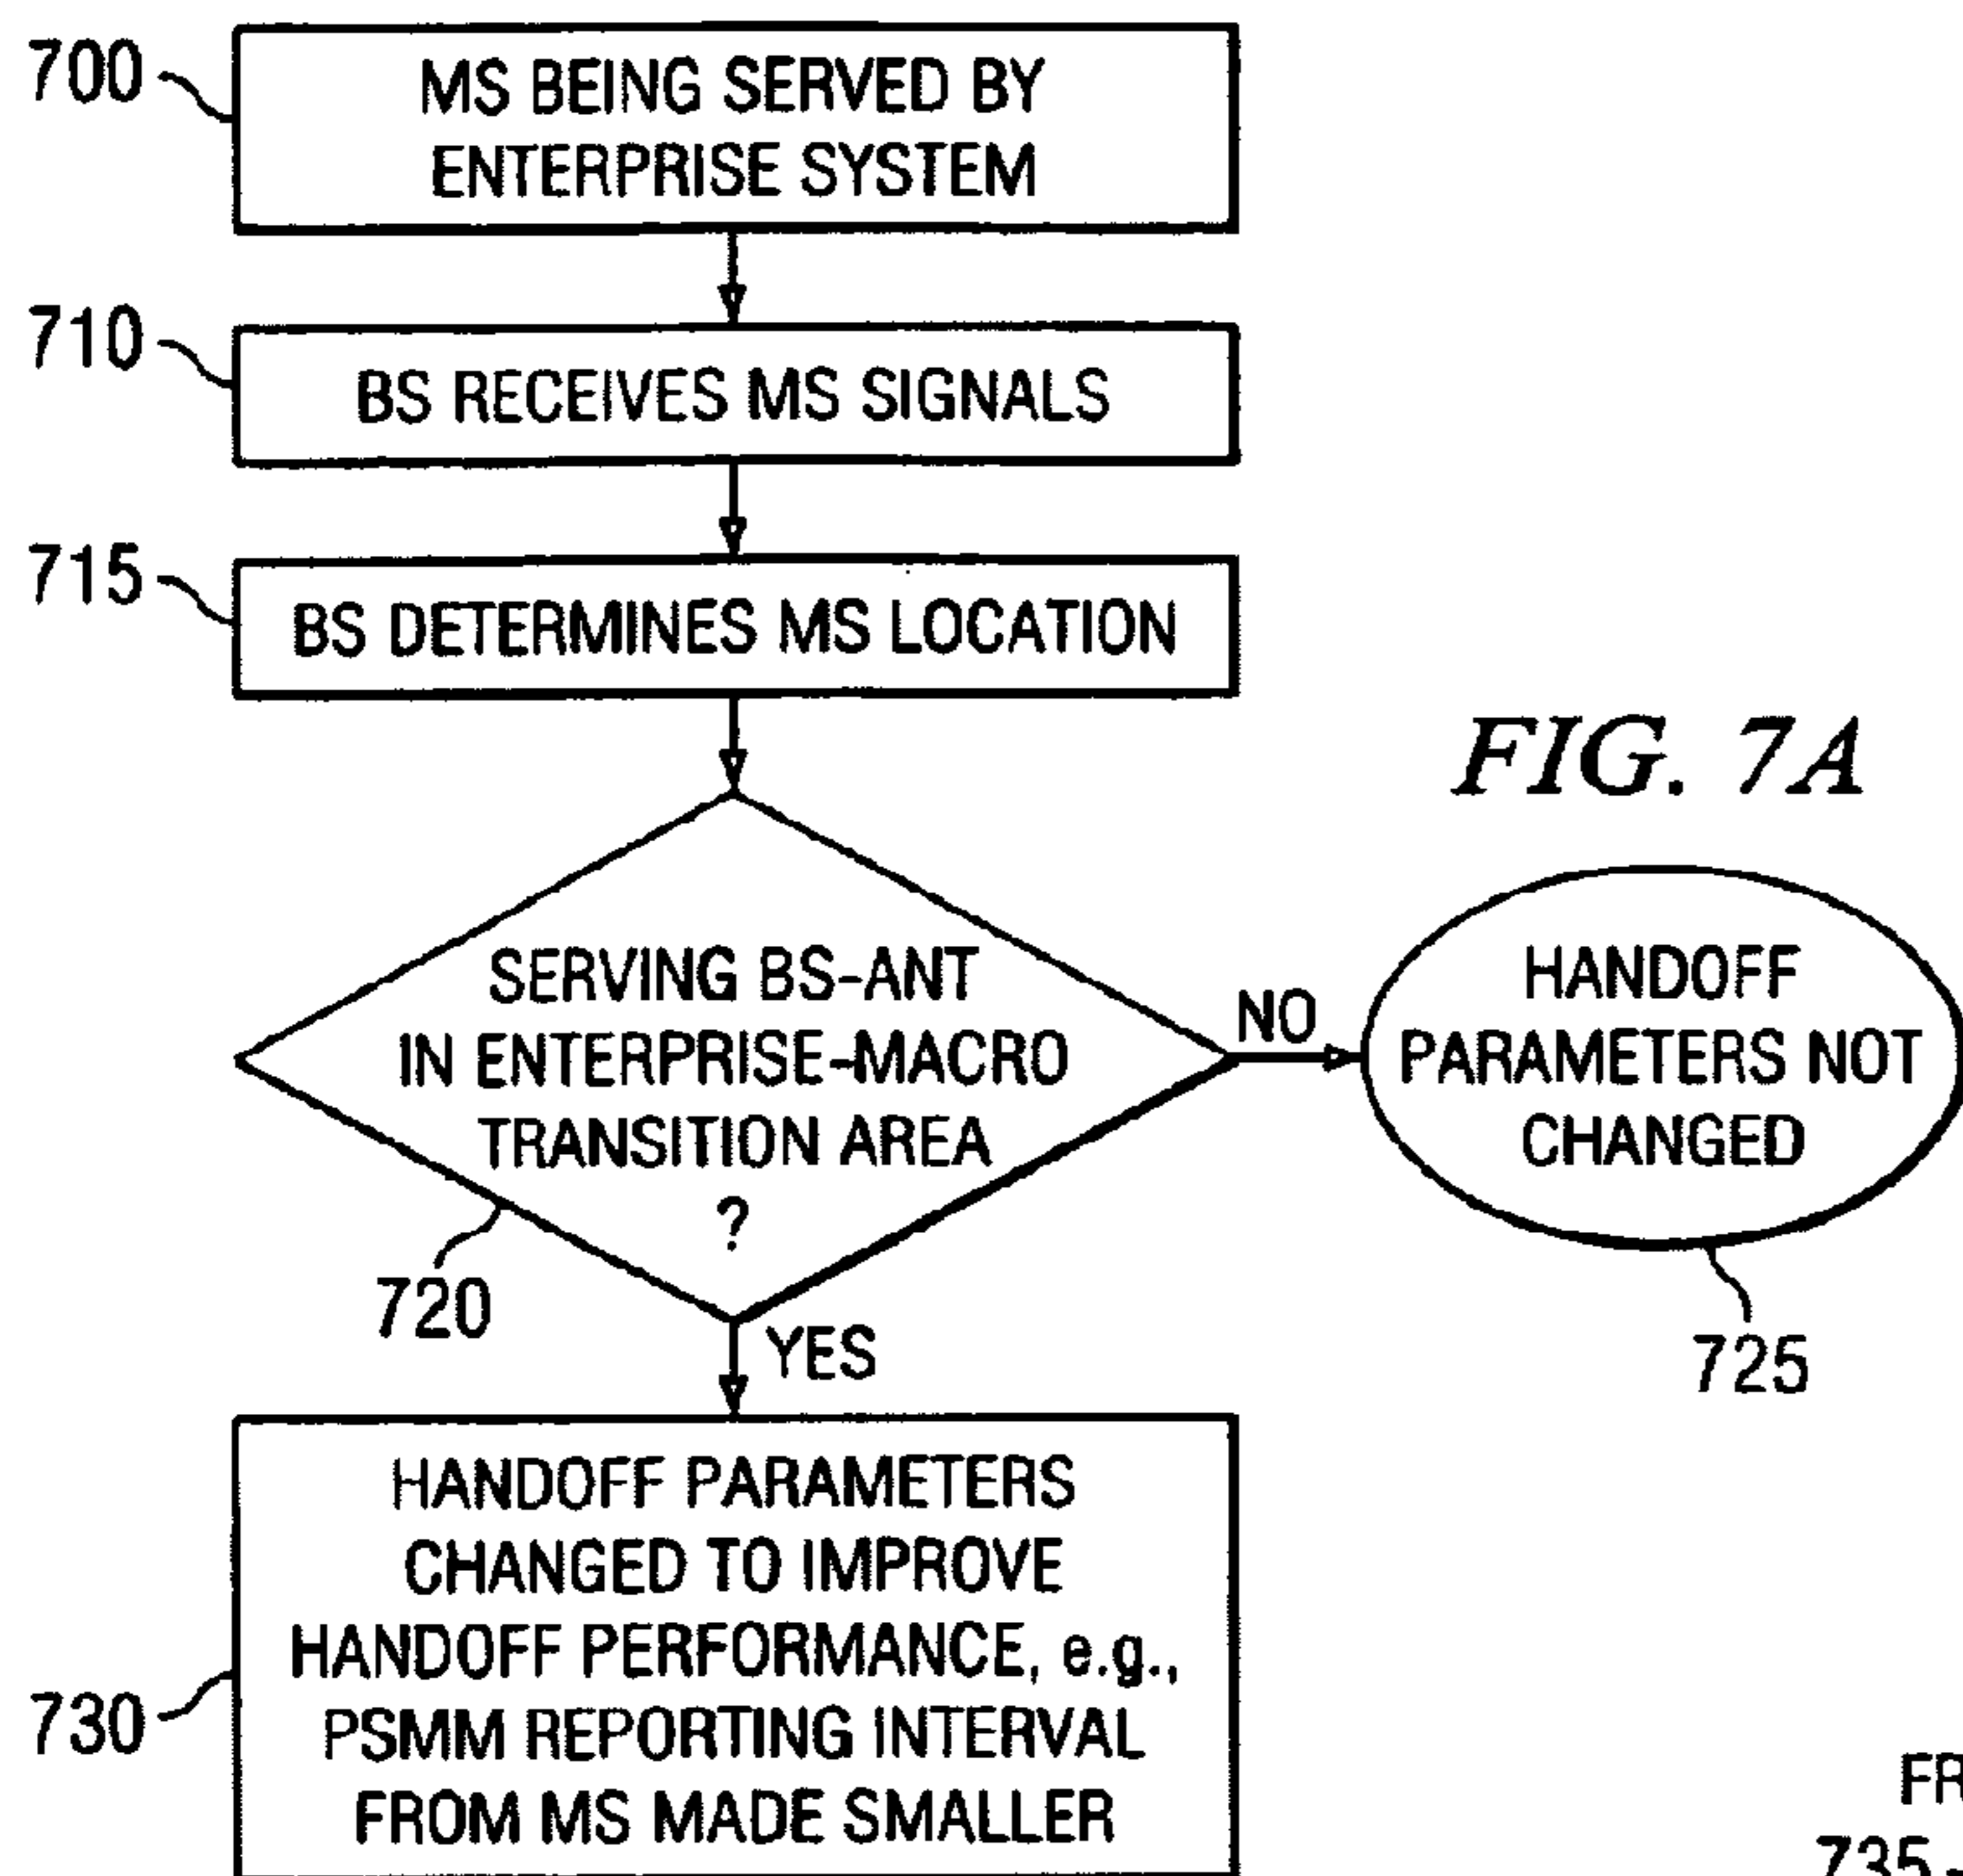 700
MS BEING SERVED BY
ENTERPRISE SYSTEM
710
BS RECEIVES MS SIGNALS
715
BS DETERMINES MS LOCATION
FIG. 7A
SERVING BS-ANT
IN ENTERPRISE-MACRO
TRANSITION AREA
?
720
NO
HANDOFF
PARAMETERS NOT
CHANGED
725
YES
730
HANDOFF PARAMETERS
CHANGED TO IMPROVE
HANDOFF PERFORMANCE, e.g.,
PSMM REPORTING INTERVAL
FROM MS MADE SMALLER
735